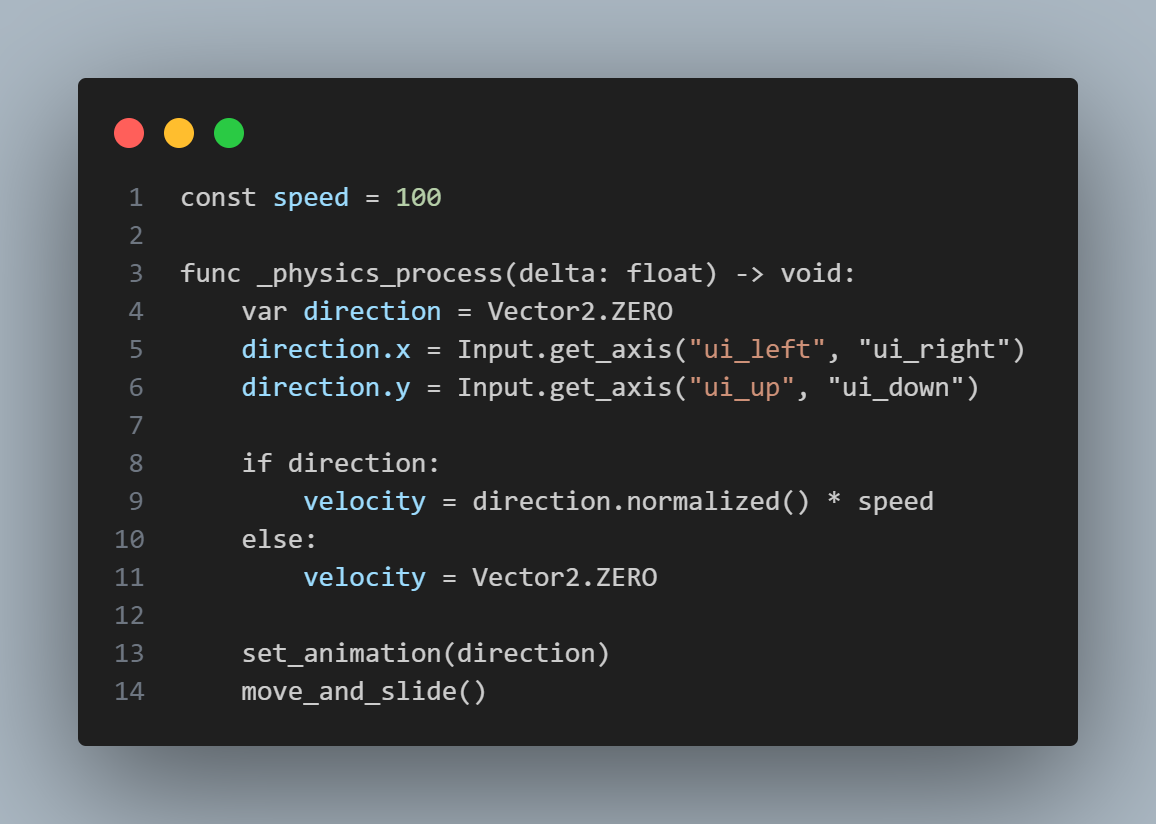 1 const speed = 100
2
3 func _physics_process(delta: float) -> void:
4     var direction = Vector2.ZERO
5     direction.x = Input.get_axis("ui_left", "ui_right")
6     direction.y = Input.get_axis("ui_up", "ui_down")
7
8     if direction:
9         velocity = direction.normalized() * speed
10     else:
11         velocity = Vector2.ZERO
12
13     set_animation(direction)
14     move_and_slide()